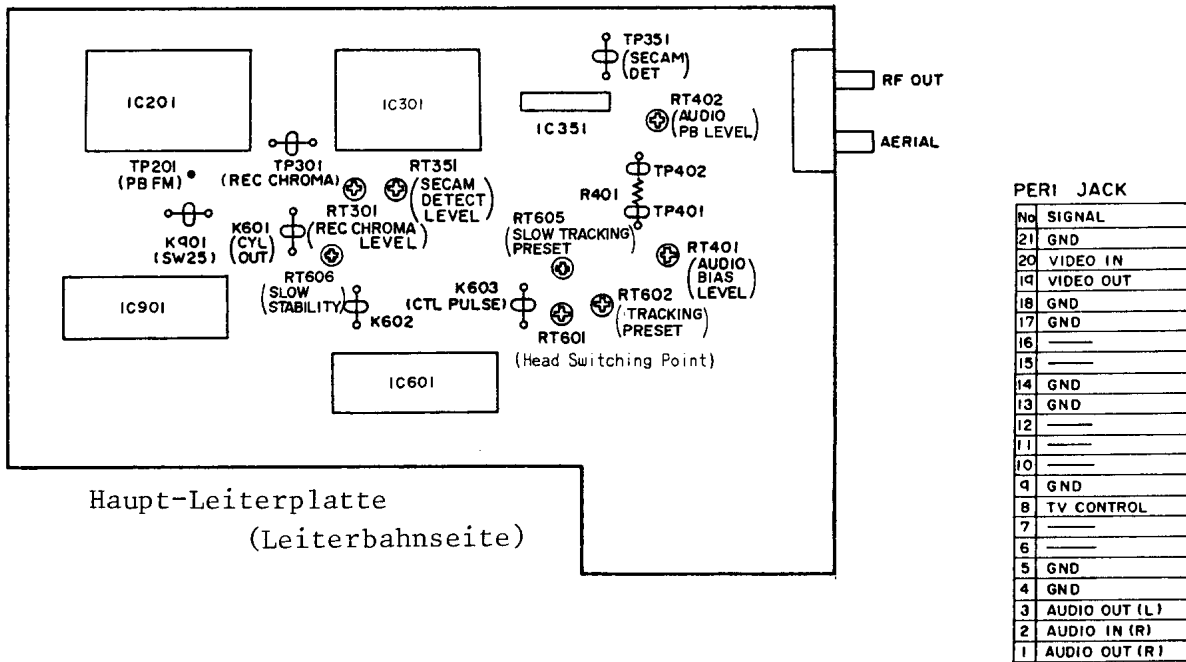 TP351
(SECAM
DET)
IC201
IC301
IC351
RT402
(AUDIO
PB LEVEL)
RF OUT
AERIAL
TP201
(PB FM)
TP301
(REC CHROMA)
RT351
(SECAM
DETECT
LEVEL)
TP402
R401
TP401
K901
(SW25)
K601
(CYL
OUT)
RT301
(REC CHROMA
LEVEL)
RT605
(SLOW TRACKING
PRESET)
RT401
(AUDIO
BIAS
LEVEL)
RT606
(SLOW
STABILITY)
K602
K603
(CTL PULSE)
RT602
(TRACKING
PRESET)
RT601
(Head Switching Point)
IC901
IC601
Haupt-Leiterplatte
(Leiterbahnseite)
PERI JACK
No SIGNAL
21 GND
20 VIDEO IN
19 VIDEO OUT
18 GND
17 GND
16 ——
15 ——
14 GND
13 GND
12 ——
11 ——
10 ——
9 GND
8 TV CONTROL
7 ——
6 ——
5 GND
4 GND
3 AUDIO OUT (L)
2 AUDIO IN (R)
1 AUDIO OUT (R)